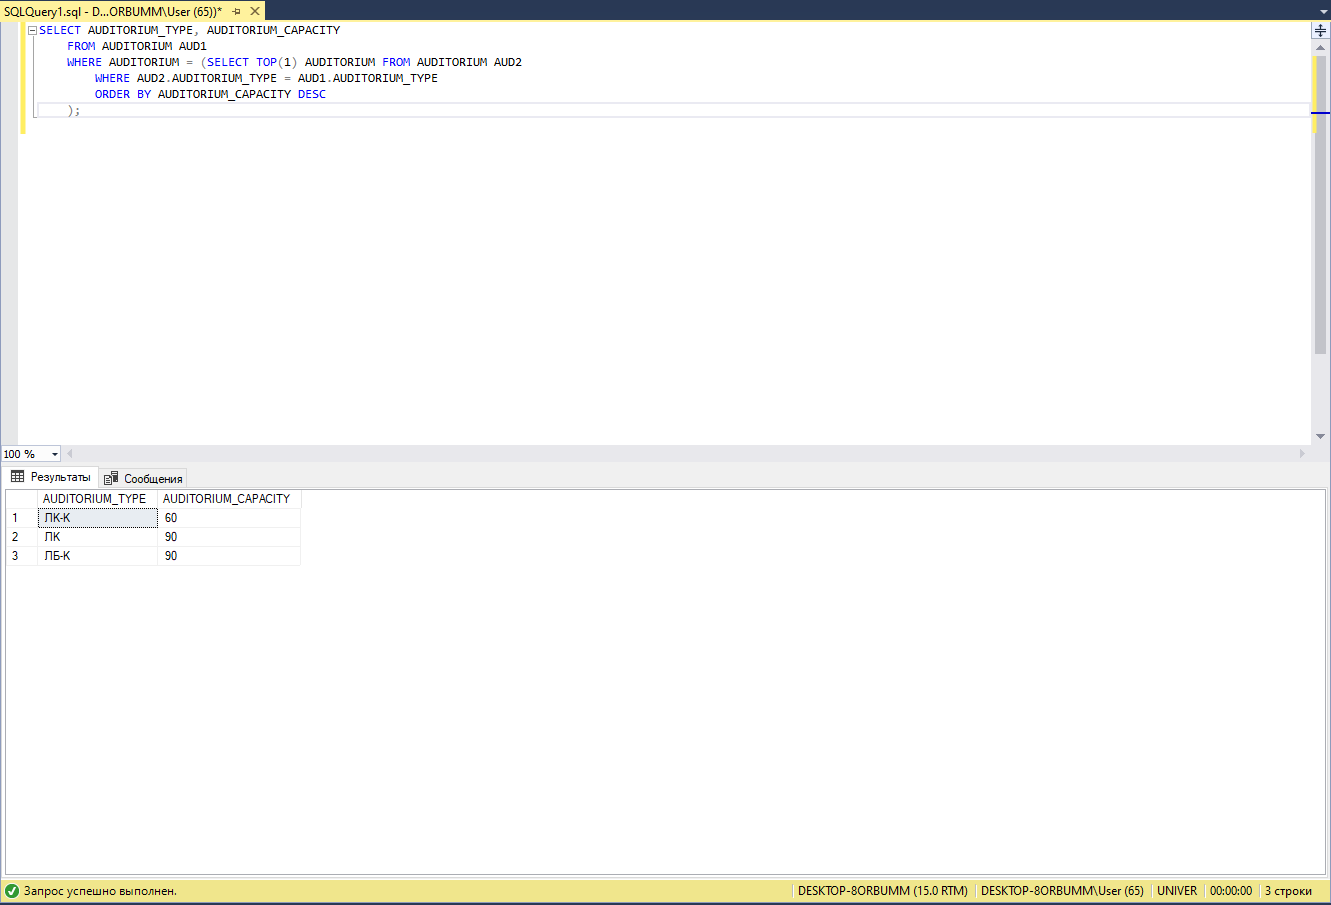 SQLQuery1.sql - D...ORBUMM\User (65))*
SELECT AUDITORIUM_TYPE, AUDITORIUM_CAPACITY
FROM AUDITORIUM AUD1
WHERE AUDITORIUM = (SELECT TOP(1) AUDITORIUM FROM AUDITORIUM AUD2
WHERE AUD2.AUDITORIUM_TYPE = AUD1.AUDITORIUM_TYPE
ORDER BY AUDITORIUM_CAPACITY DESC
);
100 %
Результаты Сообщения
AUDITORIUM_TYPE AUDITORIUM_CAPACITY
1 ЛК-К 60
2 ЛК 90
3 ЛБ-К 90
Запрос успешно выполнен. DESKTOP-8ORBUMM (15.0 RTM) DESKTOP-8ORBUMM\User (65) UNIVER 00:00:00 3 строки